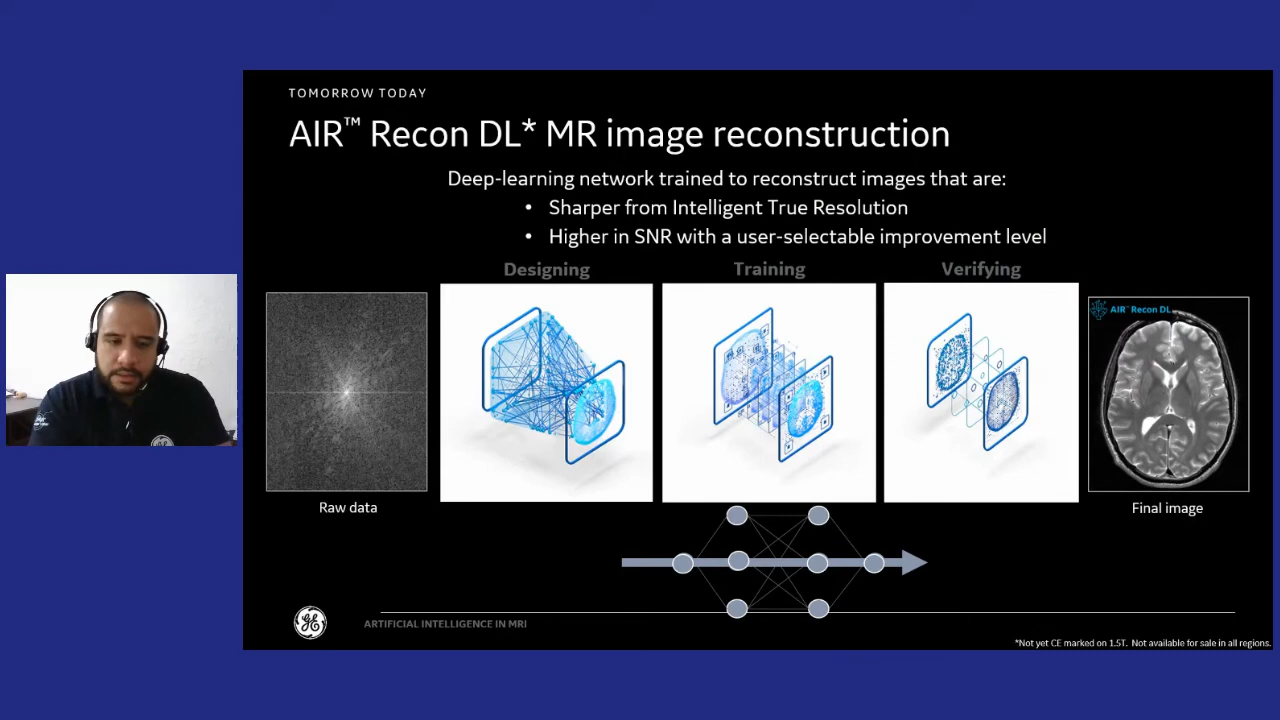 TOMORROW TODAY
AIR™ Recon DL* MR image reconstruction
Deep-learning network trained to reconstruct images that are:
• Sharper from Intelligent True Resolution
• Higher in SNR with a user-selectable improvement level
Designing
Training
Verifying
AIR™ Recon DL
Raw data
Final image
GE
ARTIFICIAL INTELLIGENCE IN MRI
*Not yet CE marked on 1.5T. Not available for sale in all regions.